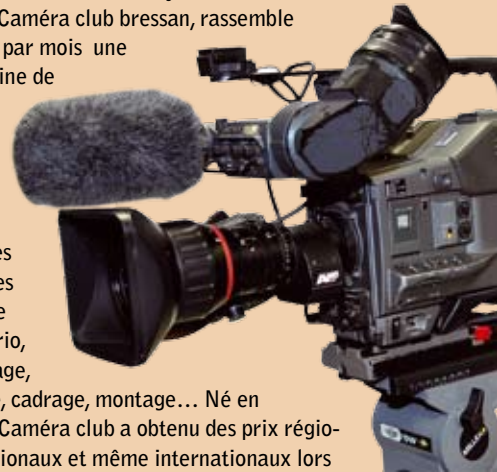 Caméra club bressan, rassemble
par mois une
ine de
es
es
e
rio,
age,
, cadrage, montage… Né en
Caméra club a obtenu des prix régio-
ionaux et même internationaux lors